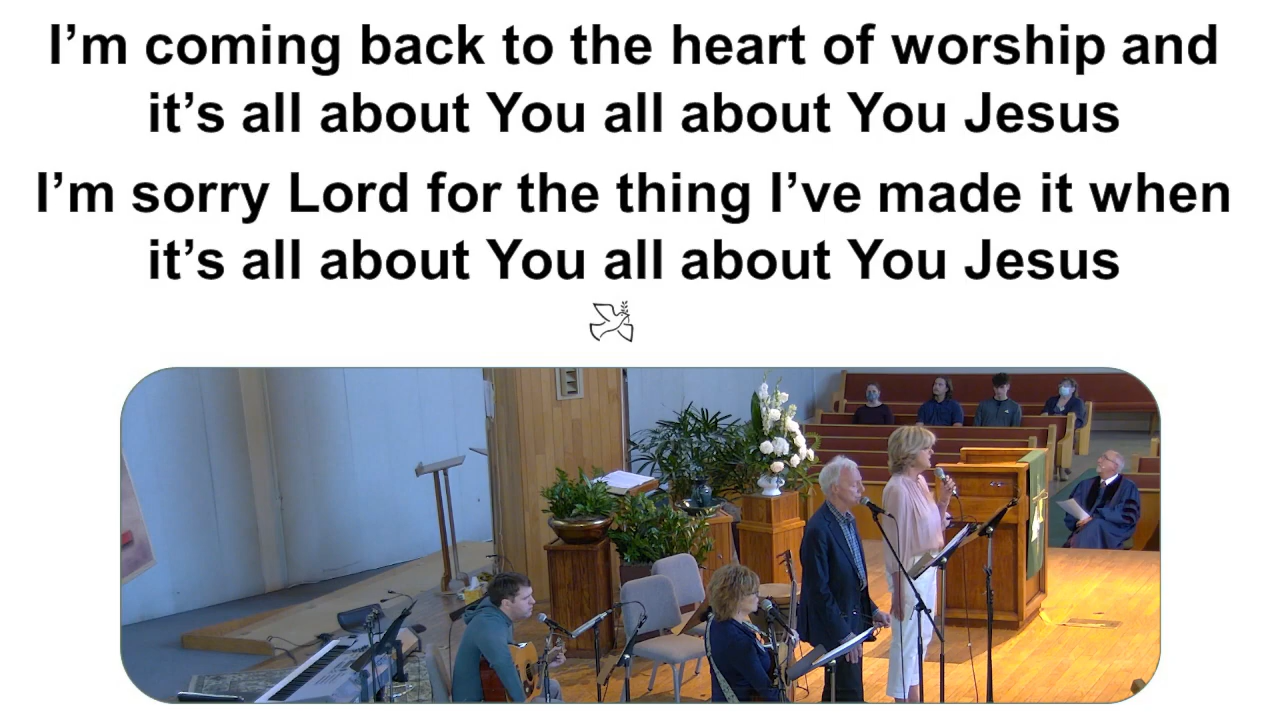 I’m coming back to the heart of worship and
it’s all about You all about You Jesus
I’m sorry Lord for the thing I’ve made it when
it’s all about You all about You Jesus